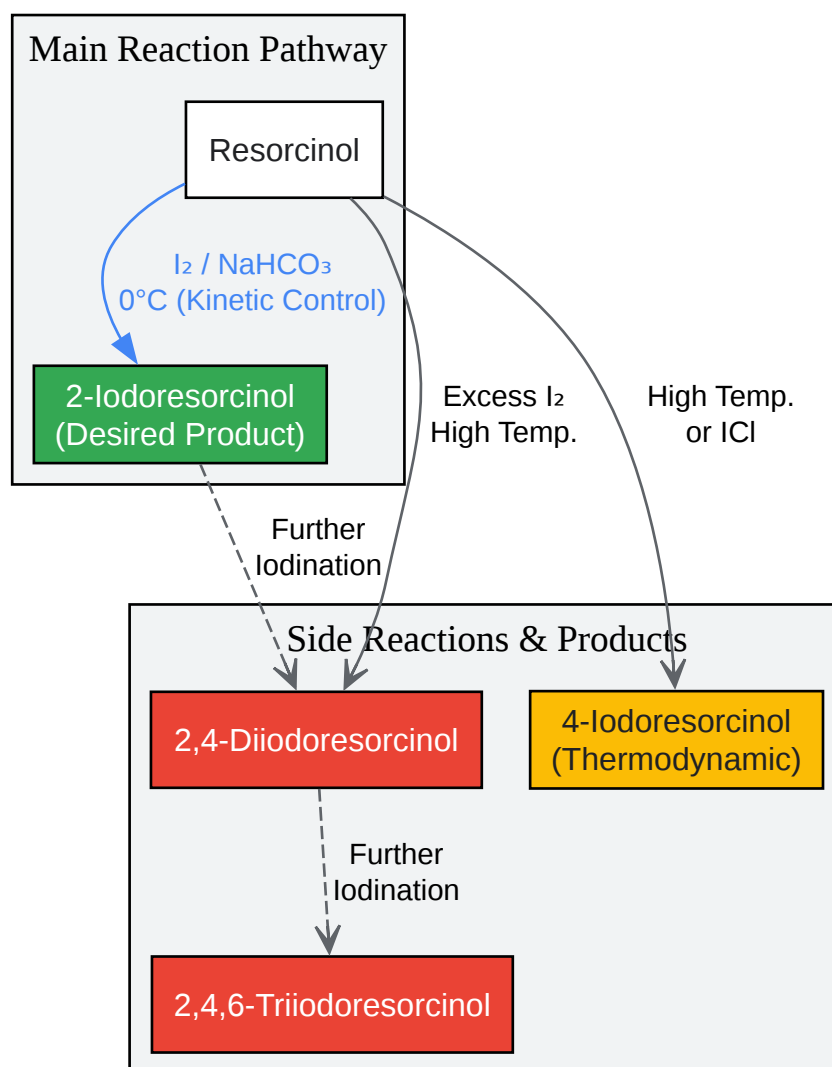 Main Reaction Pathway
Resorcinol
I₂ / NaHCO₃
0°C (Kinetic Control)
2-Iodoresorcinol
(Desired Product)
Excess I₂
High Temp.
High Temp.
or ICl
Further
Iodination
Side Reactions & Products
2,4-Diiodoresorcinol
4-Iodoresorcinol
(Thermodynamic)
Further
Iodination
2,4,6-Triiodoresorcinol